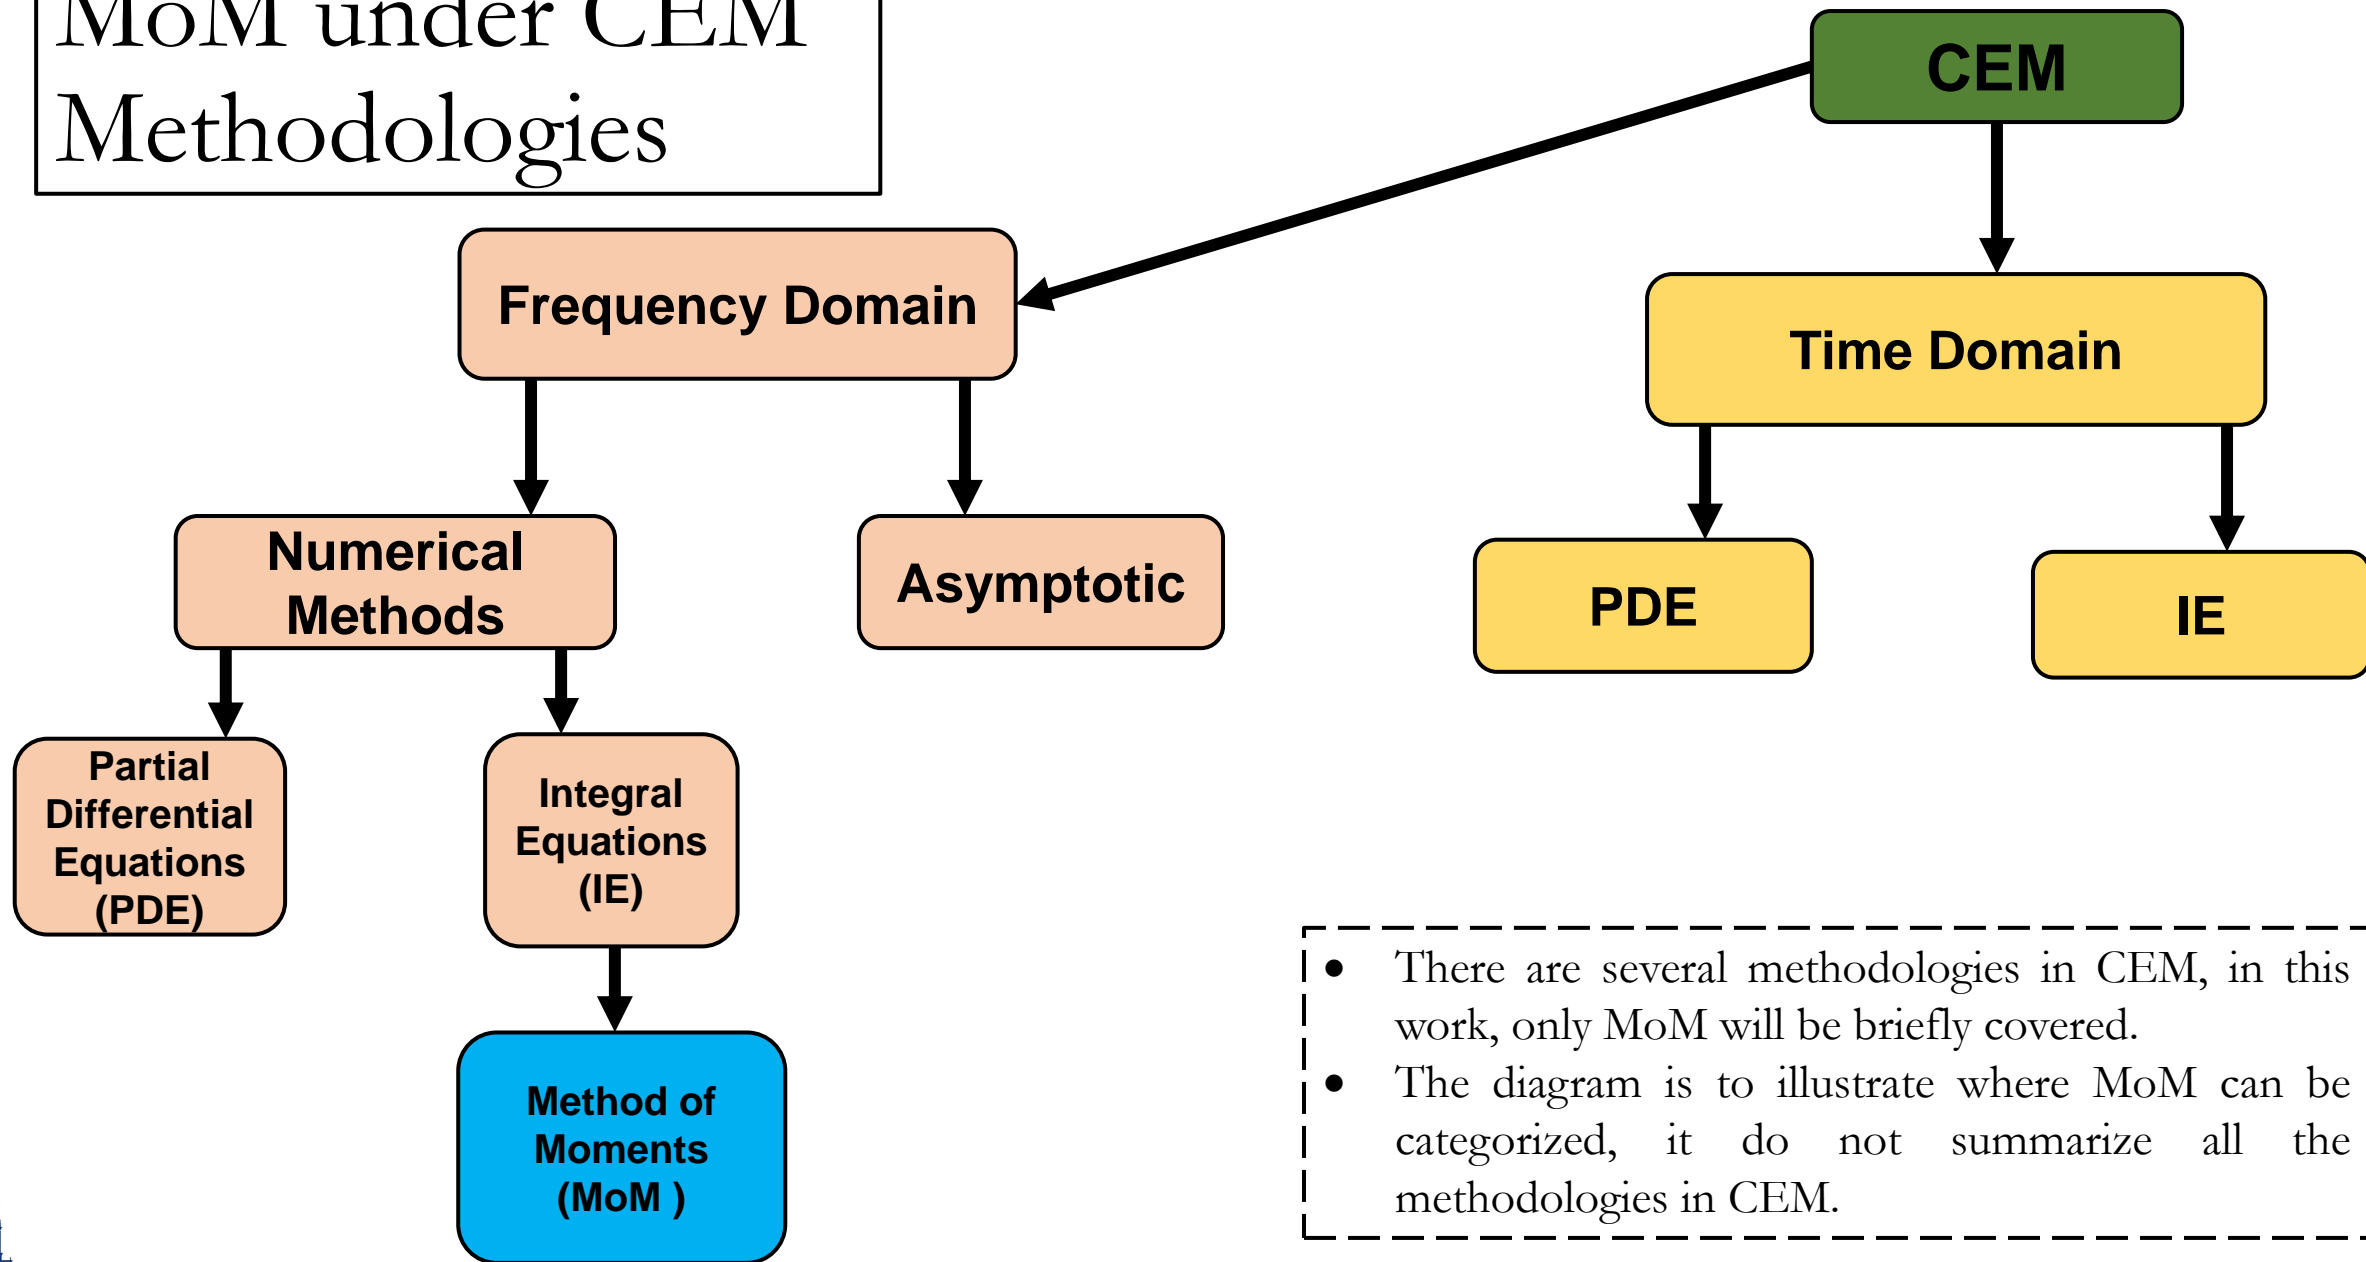 MoM under CEM
Methodologies
CEM
Frequency Domain
Time Domain
Numerical
Methods
Asymptotic
PDE
IE
Partial
Differential
Equations
(PDE)
Integral
Equations
(IE)
Method of
Moments
(MoM )
• There are several methodologies in CEM, in this
work, only MoM will be briefly covered.
• The diagram is to illustrate where MoM can be
categorized, it do not summarize all the
methodologies in CEM.